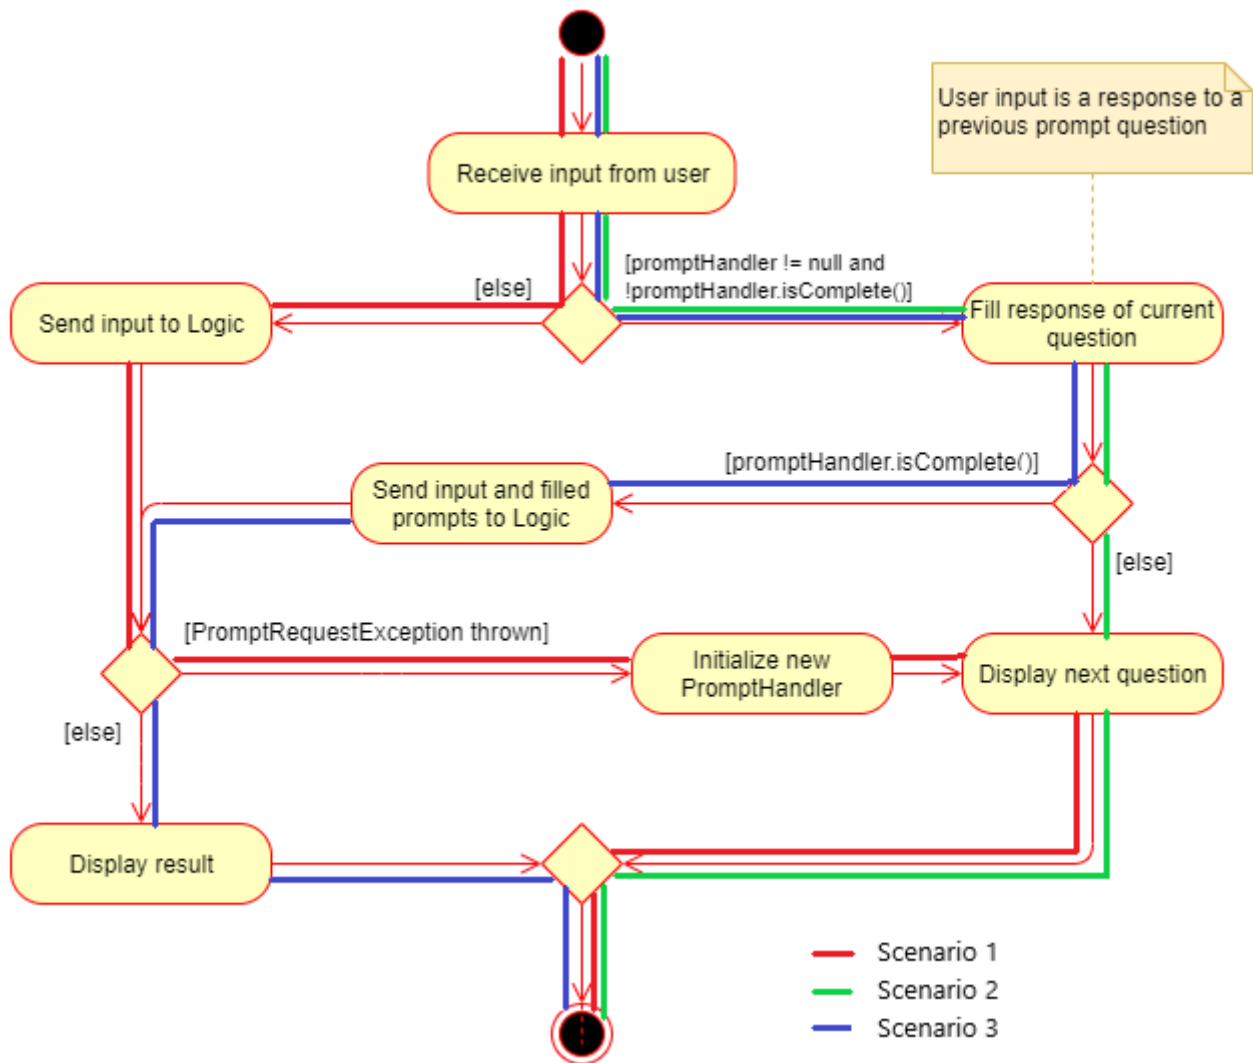 User input is a response to a
previous prompt question
Receive input from user
[promptHandler != null and
!promptHandler.isComplete()]
[else]
Send input to Logic
Fill response of current
question
[promptHandler.isComplete()]
Send input and filled
prompts to Logic
[else]
[PromptRequestException thrown]
Initialize new
PromptHandler
Display next question
[else]
Display result
Scenario 1
Scenario 2
Scenario 3